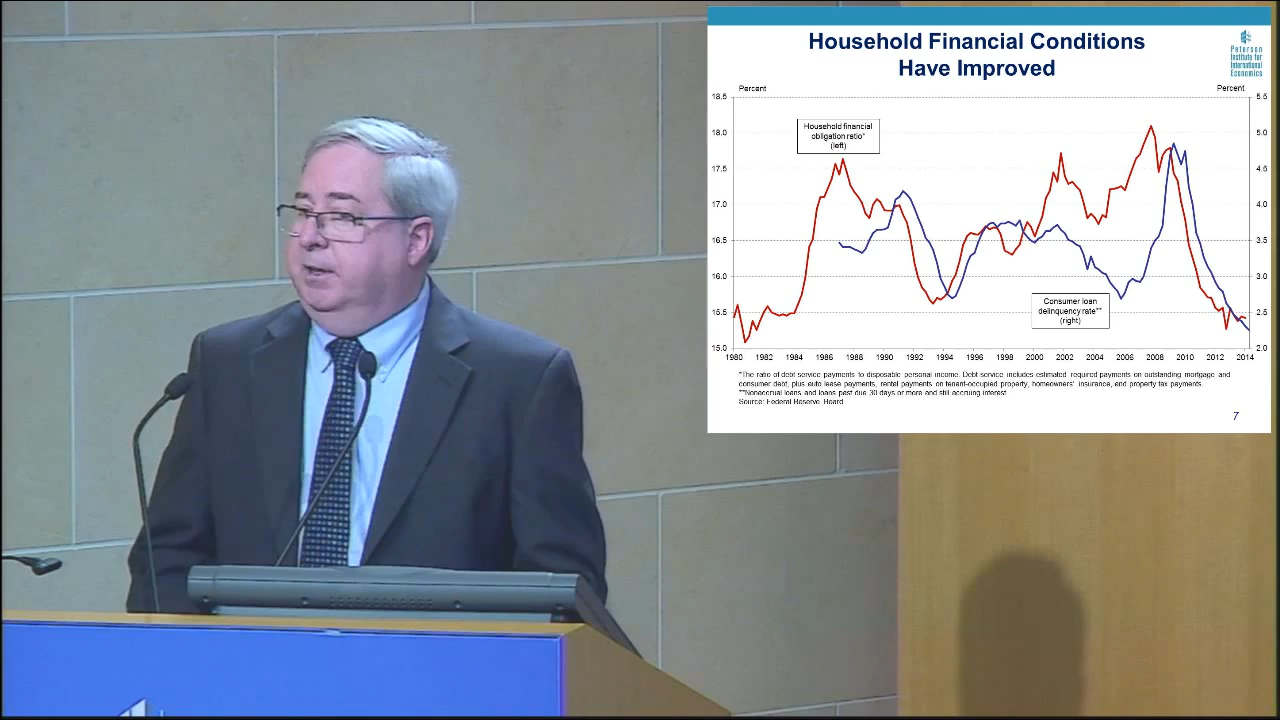 Household Financial Conditions
Have Improved
Peterson
Institute for
International
Economics
Percent
Percent
18.5
18.0
17.5
17.0
16.5
16.0
15.5
15.0
5.5
5.0
4.5
4.0
3.5
3.0
2.5
2.0
Household financial
obligation ratio*
(left)
Consumer loan
delinquency rate**
(right)
1980 1982 1984 1986 1988 1990 1992 1994 1996 1998 2000 2002 2004 2006 2008 2010 2012 2014
*The ratio of debt service payments to disposable personal income. Debt service includes estimated required payments on outstanding mortgage and
consumer debt, plus auto lease payments, rental payments on tenant-occupied property, homeowners' insurance, and property tax payments.
**Nonaccrual loans and loans past due 30 days or more and still accruing interest
Source: Federal Reserve Board
7